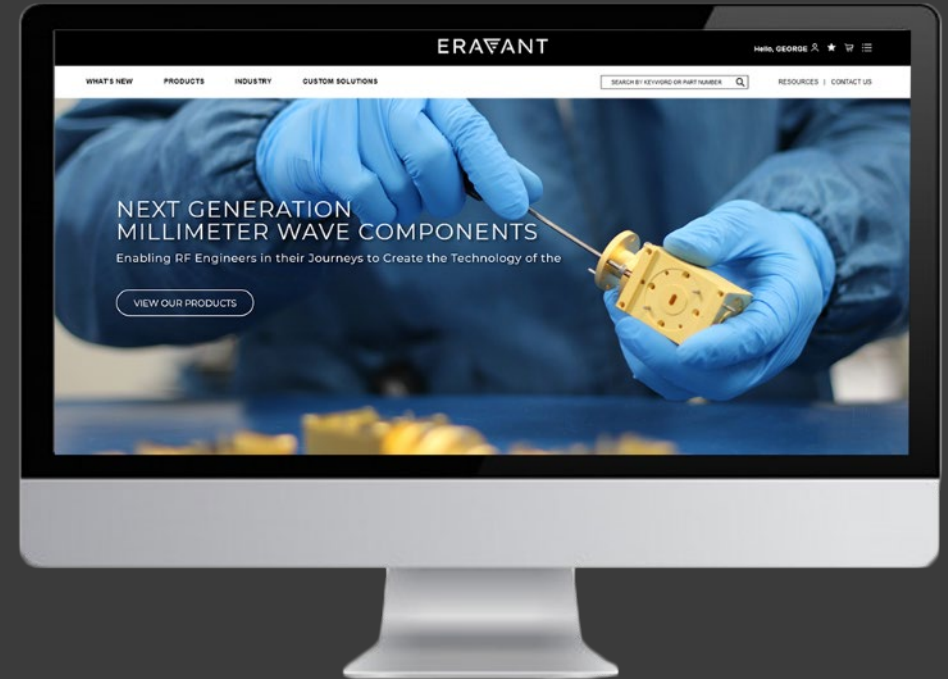 ERAVANT
Hello, GEORGE
WHAT'S NEW PRODUCTS INDUSTRY CUSTOM SOLUTIONS SEARCH BY KEYWORD OR PART NUMBER RESOURCES | CONTACT US
NEXT GENERATION
MILLIMETER WAVE COMPONENTS
Enabling RF Engineers in their Journeys to Create the Technology of the
VIEW OUR PRODUCTS